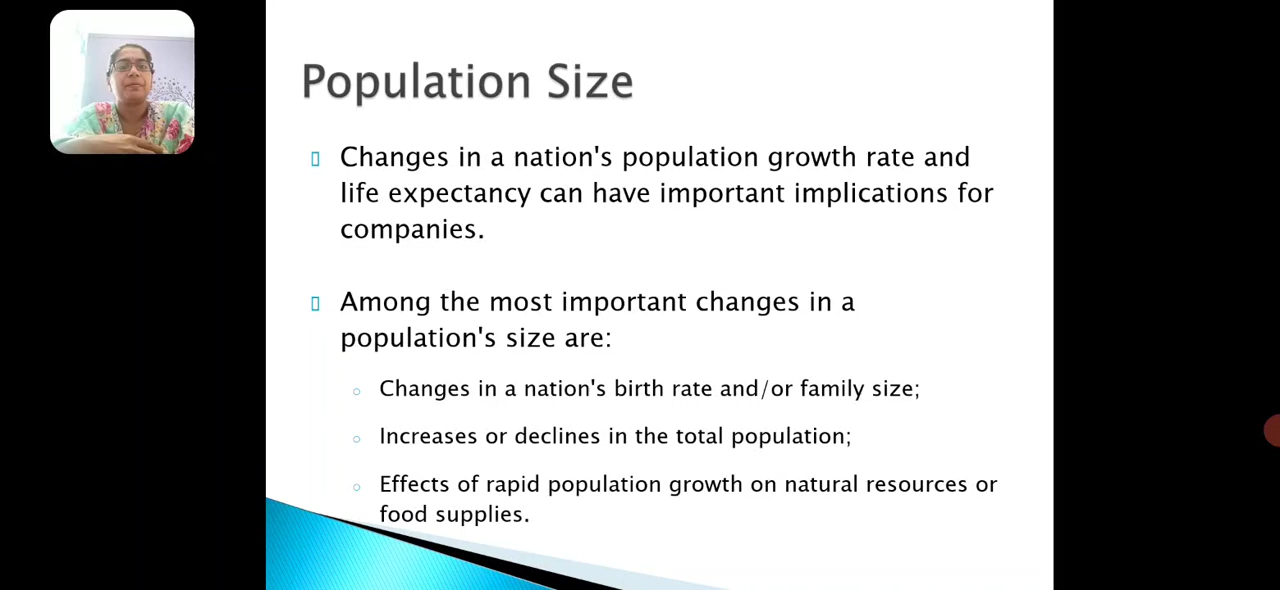 Population Size
Changes in a nation's population growth rate and
life expectancy can have important implications for
companies.
Among the most important changes in a
population's size are:
Changes in a nation's birth rate and/or family size;
Increases or declines in the total population;
Effects of rapid population growth on natural resources or
food supplies.